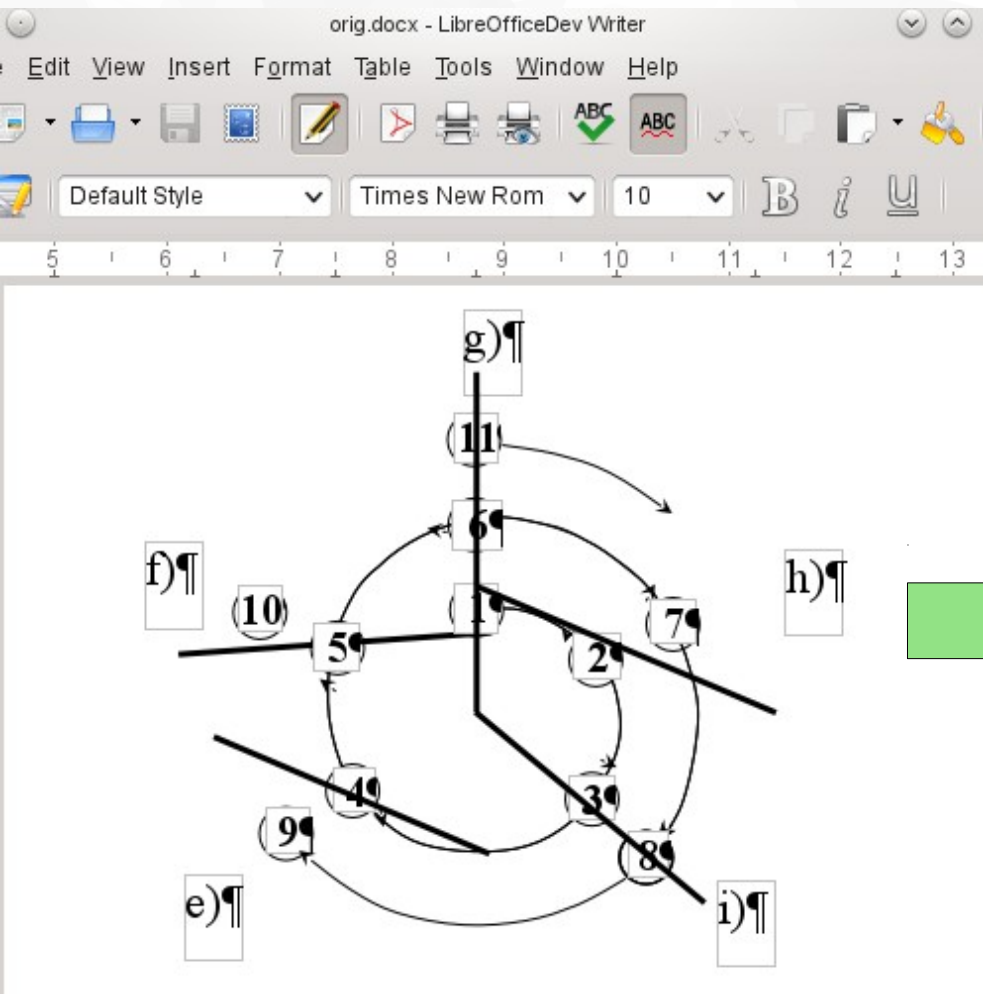 orig.docx - LibreOfficeDev Writer
Edit View Insert Format Table Tools Window Help
ABC ABC
Default Style Times New Rom 10 B i U
5 6 7 8 9 10 11 12 13
g)¶
11
6¶
f)¶
h)¶
10
1¶
7¶
5¶
2¶
4¶
3¶
9¶
8¶
e)¶
i)¶